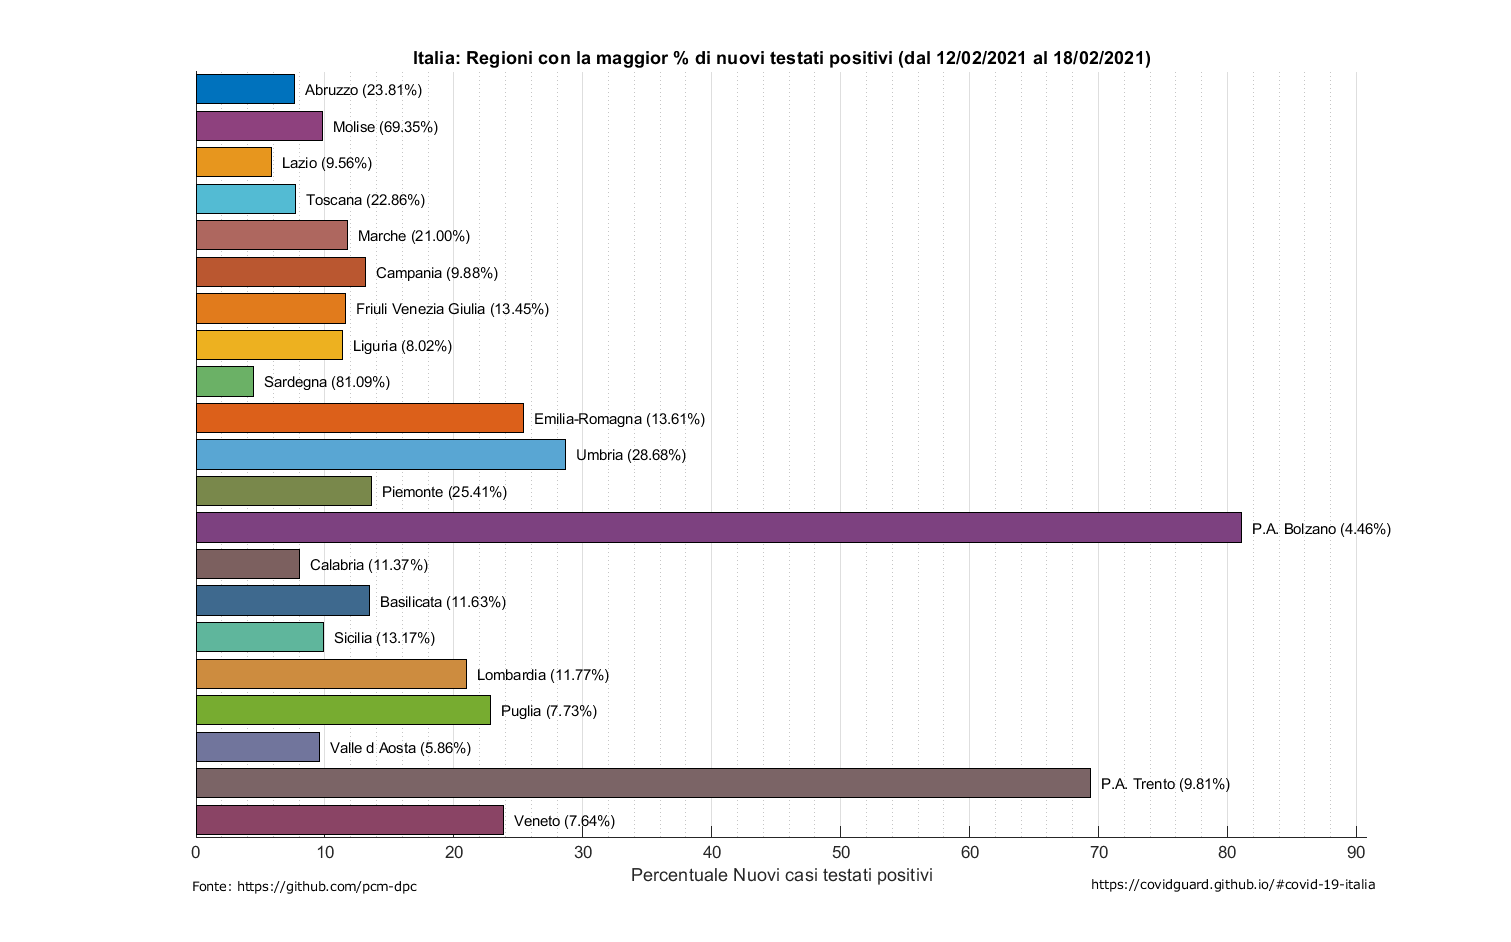 Italia: Regioni con la maggior % di nuovi testati positivi (dal 12/02/2021 al 18/02/2021)
Abruzzo (23.81%)
Molise (69.35%)
Lazio (9.56%)
Toscana (22.86%)
Marche (21.00%)
Campania (9.88%)
Friuli Venezia Giulia (13.45%)
Liguria (8.02%)
Sardegna (81.09%)
Emilia-Romagna (13.61%)
Umbria (28.68%)
Piemonte (25.41%)
P.A. Bolzano (4.46%)
Calabria (11.37%)
Basilicata (11.63%)
Sicilia (13.17%)
Lombardia (11.77%)
Puglia (7.73%)
Valle d Aosta (5.86%)
P.A. Trento (9.81%)
Veneto (7.64%)
0 10 20 30 40 50 60 70 80 90
Percentuale Nuovi casi testati positivi
Fonte: https://github.com/pcm-dpc
https://covidguard.github.io/#covid-19-italia